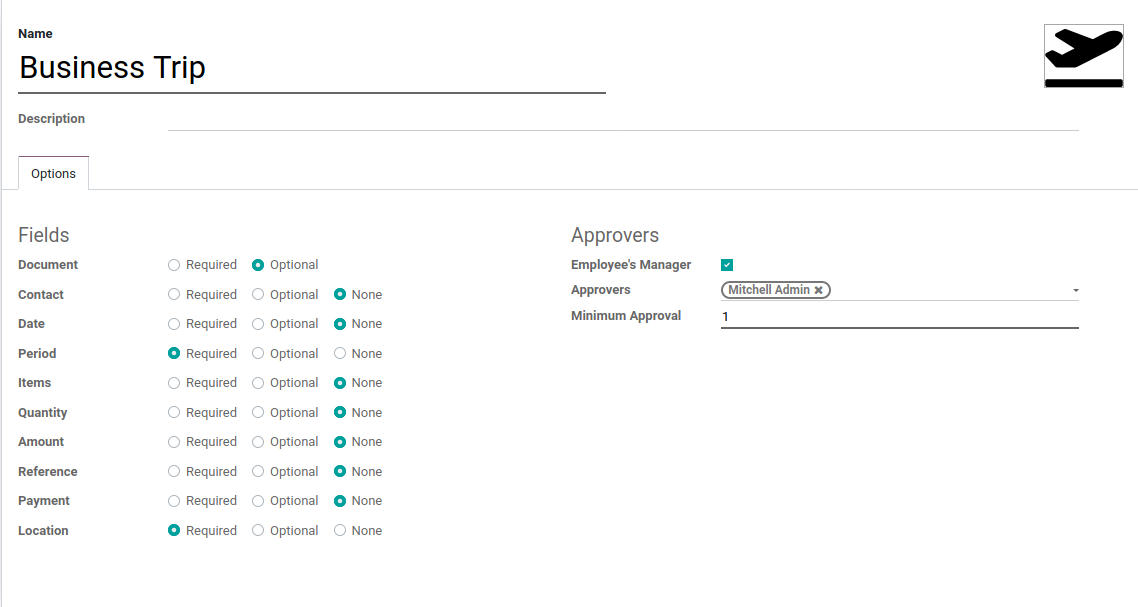 Name
Business Trip
Description
Options
Fields
Document Required Optional
Contact Required Optional None
Date Required Optional None
Period Required Optional None
Items Required Optional None
Quantity Required Optional None
Amount Required Optional None
Reference Required Optional None
Payment Required Optional None
Location Required Optional None
Approvers
Employee's Manager
Approvers Mitchell Admin ✖
Minimum Approval 1